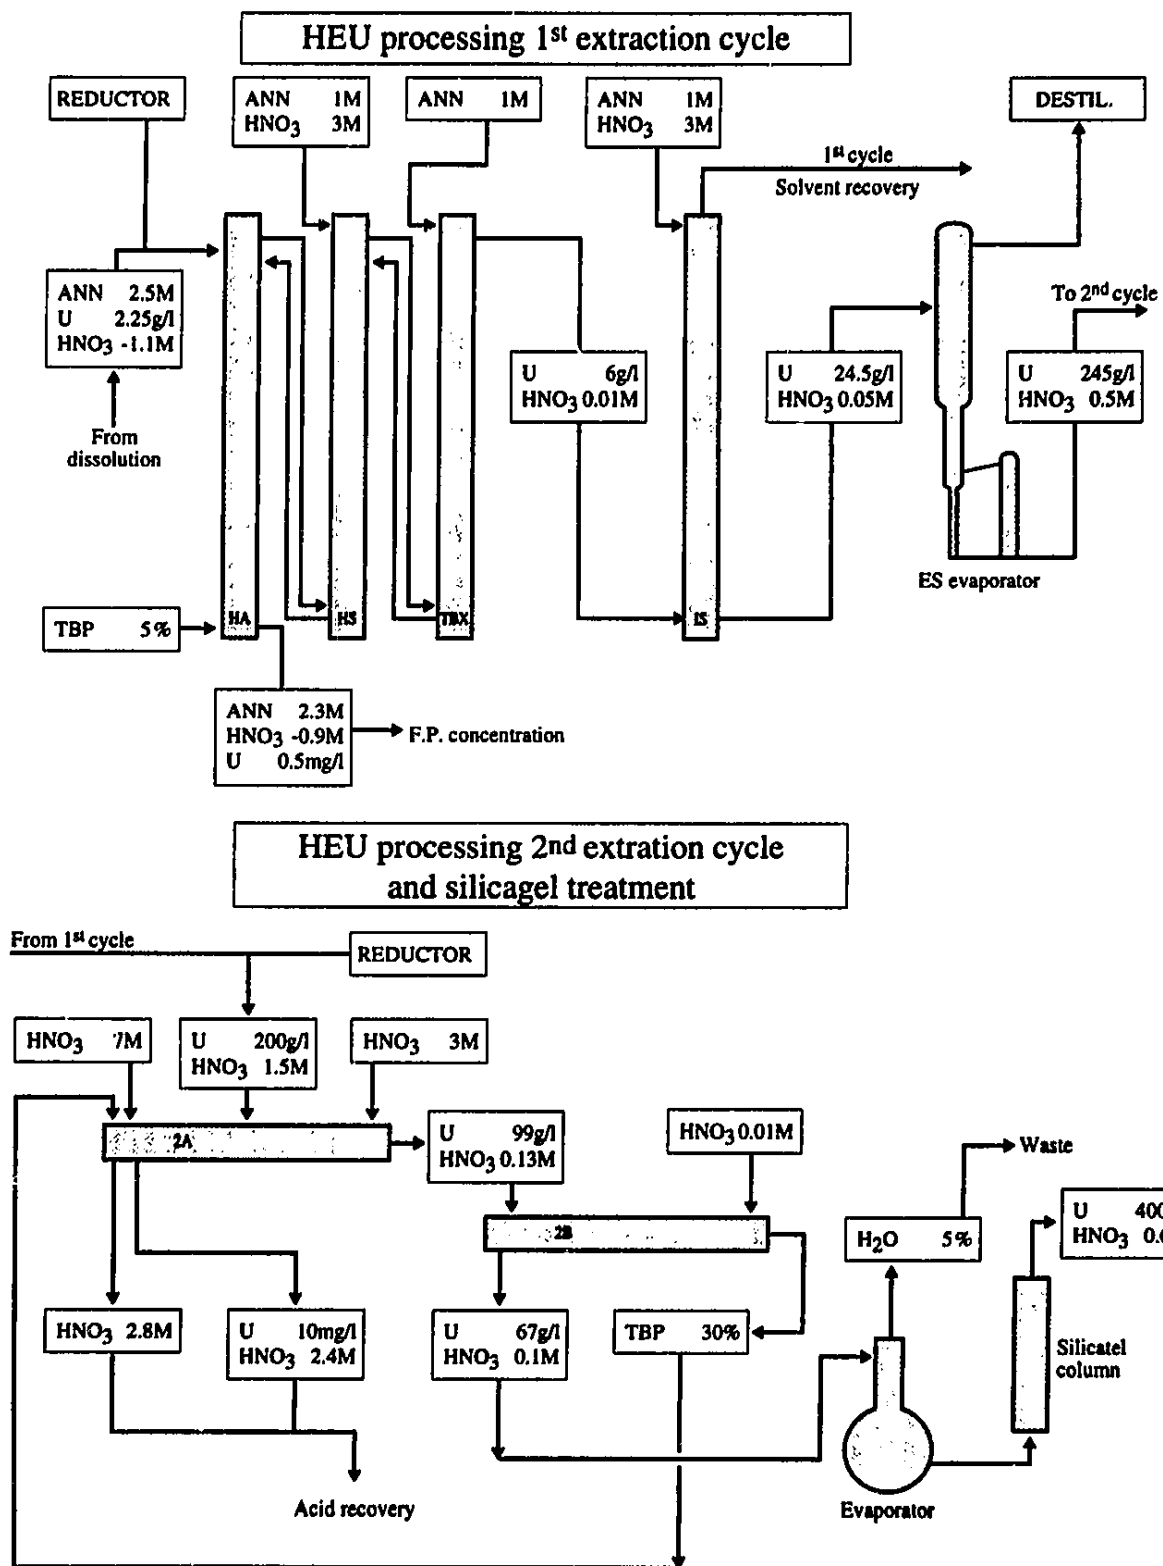 HEU processing 1st extraction cycle
REDUCTOR
ANN 1M
HNO3 3M
ANN 1M
ANN 1M
HNO3 3M
DESTIL.
1st cycle
Solvent recovery
To 2nd cycle
ANN 2.5M
U 2.25g/l
HNO3 -1.1M
From
dissolution
U 6g/l
HNO3 0.01M
U 24.5g/l
HNO3 0.05M
U 245g/l
HNO3 0.5M
ES evaporator
HA
HS
TBX
IS
TBP 5%
ANN 2.3M
HNO3 -0.9M
U 0.5mg/l
F.P. concentration
HEU processing 2nd extration cycle
and silicagel treatment
From 1st cycle
REDUCTOR
HNO3 7M
U 200g/l
HNO3 1.5M
HNO3 3M
2A
U 99g/l
HNO3 0.13M
HNO3 0.01M
Waste
2B
H2O 5%
U 400
HNO3
HNO3 2.8M
U 10mg/l
HNO3 2.4M
U 67g/l
HNO3 0.1M
TBP 30%
Silicatel
column
Evaporator
Acid recovery